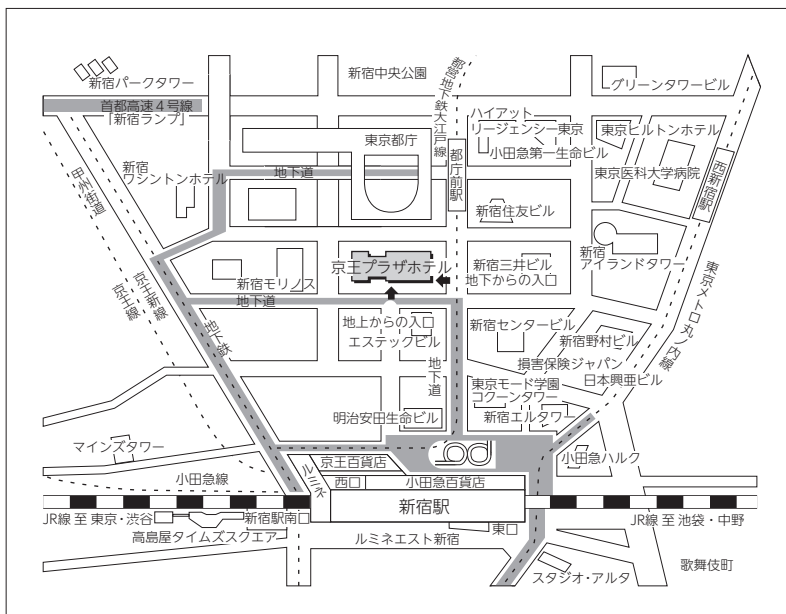 新宿パークタワー
新宿中央公園
都営地下鉄大江戸線
グリーンタワービル
首都高速4号線
「新宿ランプ」
ハイアット
リージェンシー東京
東京ヒルトンホテル
東京都庁
小田急第一生命ビル
都庁前駅
東京医科大学病院
西新宿駅
新宿
ワシントンホテル
地下道
甲州街道
新宿住友ビル
京王プラザホテル
新宿三井ビル
地下からの入口
新宿
アイランドタワー
新宿モリノス
地下道
京王新線
京王線
東京メトロ丸ノ内線
地上からの入口
エステックビル
新宿センタービル
新宿野村ビル
地下鉄
地下道
損害保険ジャパン
日本興亜ビル
東京モード学園
コクーンタワー
明治安田生命ビル
新宿エルタワー
マインズタワー
京王百貨店
小田急ハルク
ルミネ
小田急線
西口
小田急百貨店
新宿駅
JR線 至 東京・渋谷
新宿駅南口
JR線 至 池袋・中野
東口
高島屋タイムズスクエア
ルミネエスト新宿
スタジオ・アルタ
歌舞伎町